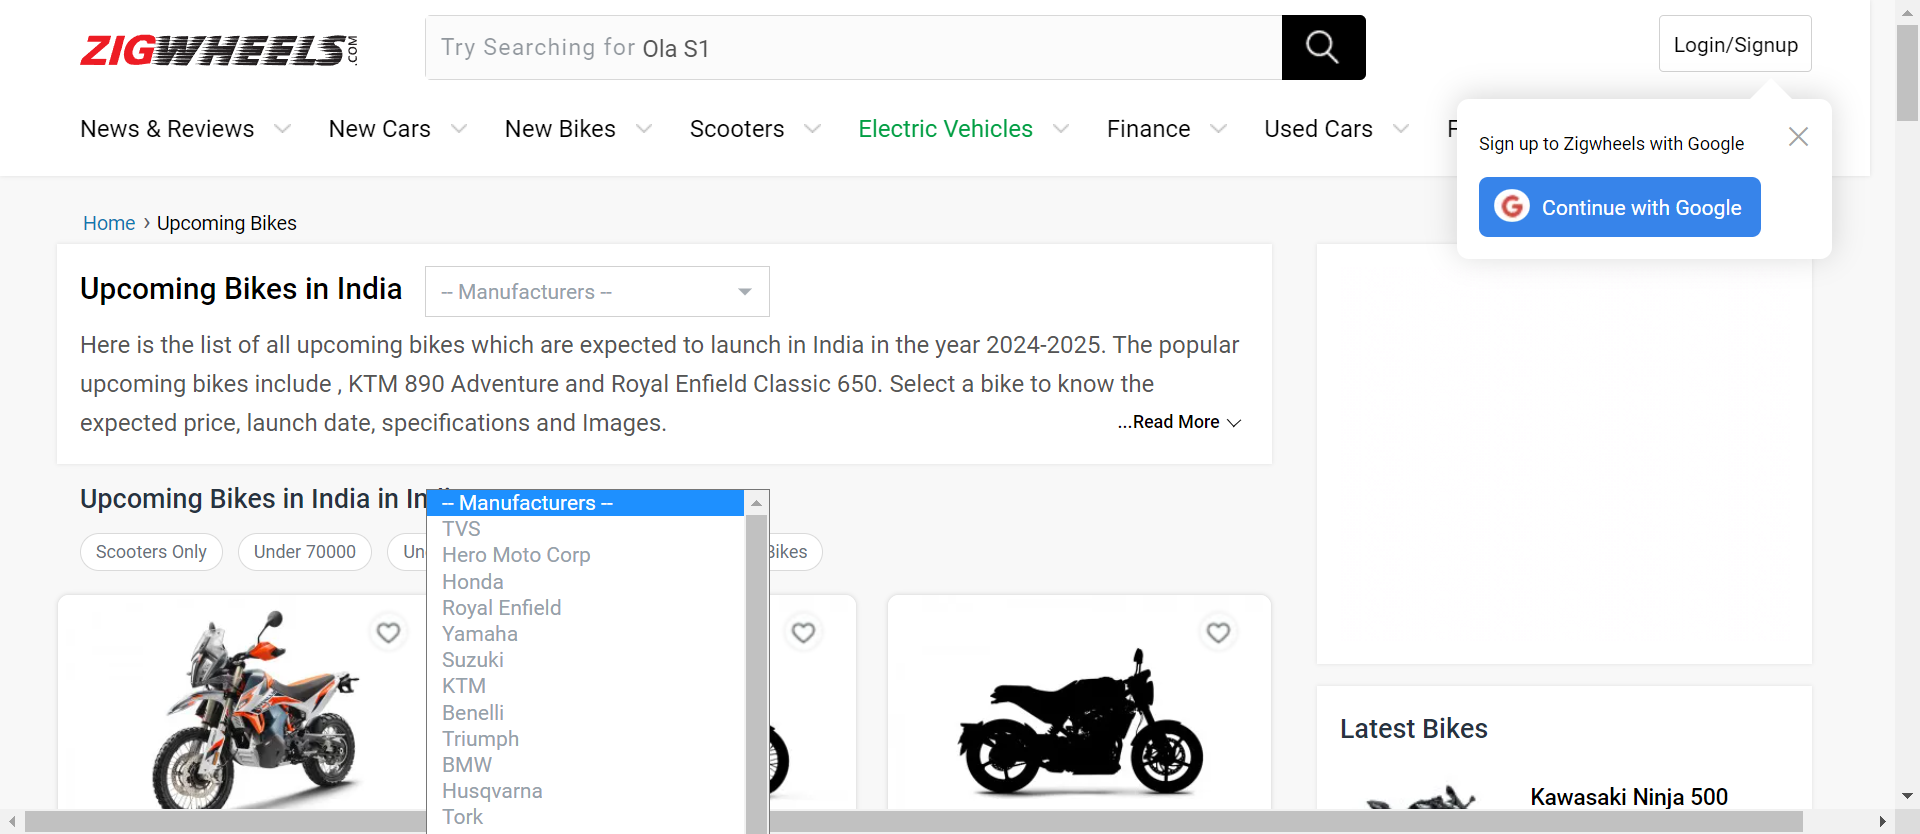 ZIGWHEELS.COM
Try Searching for Ola S1
Login/Signup
News & Reviews
New Cars
New Bikes
Scooters
Electric Vehicles
Finance
Used Cars
F
Sign up to Zigwheels with Google
Continue with Google
Home › Upcoming Bikes
Upcoming Bikes in India
-- Manufacturers --
Here is the list of all upcoming bikes which are expected to launch in India in the year 2024-2025. The popular
upcoming bikes include , KTM 890 Adventure and Royal Enfield Classic 650. Select a bike to know the
expected price, launch date, specifications and Images.
...Read More
Upcoming Bikes in India in In
-- Manufacturers --
TVS
Hero Moto Corp
Honda
Royal Enfield
Yamaha
Suzuki
KTM
Benelli
Triumph
BMW
Husqvarna
Tork
Scooters Only
Under 70000
Un
Bikes
Latest Bikes
Kawasaki Ninja 500